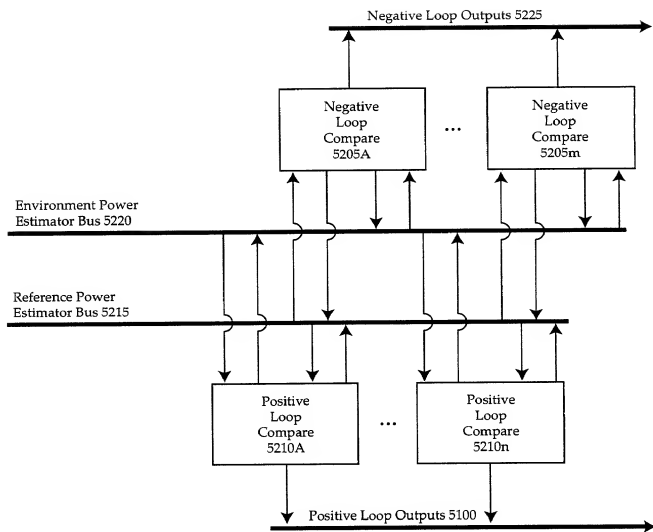 Negative Loop Outputs 5225
Negative
Loop
Compare
5205A
...
Negative
Loop
Compare
5205m
Environment Power
Estimator Bus 5220
Reference Power
Estimator Bus 5215
Positive
Loop
Compare
5210A
...
Positive
Loop
Compare
5210n
Positive Loop Outputs 5100